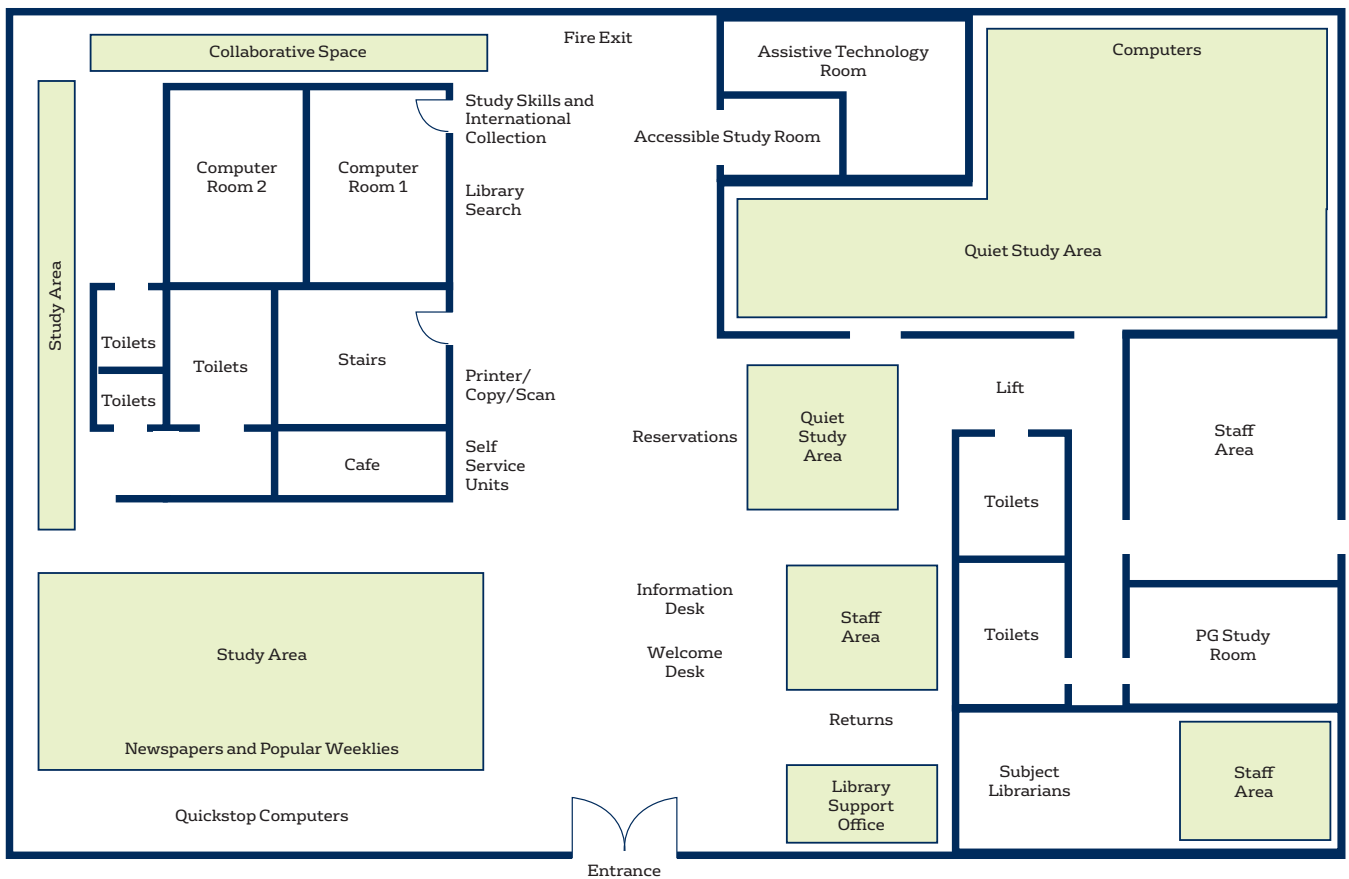 Collaborative Space
Fire Exit
Assistive Technology
Room
Computers
Study Skills and
International
Collection
Accessible Study Room
Computer
Room 2
Computer
Room 1
Library
Search
Quiet Study Area
Study Area
Toilets
Toilets
Toilets
Stairs
Printer/
Copy/Scan
Lift
Reservations
Quiet
Study
Area
Staff
Area
Cafe
Self
Service
Units
Toilets
Information
Desk
Staff
Area
Toilets
PG Study
Room
Study Area
Welcome
Desk
Returns
Newspapers and Popular Weeklies
Subject
Librarians
Staff
Area
Library
Support
Office
Quickstop Computers
Entrance